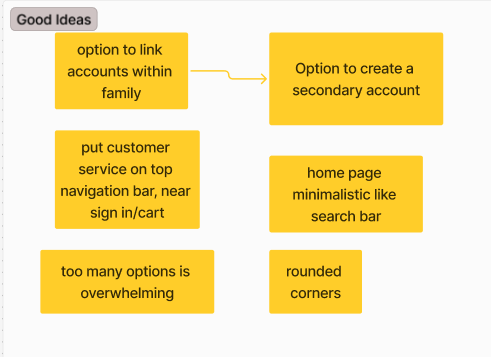 Good Ideas
option to link
accounts within
family
Option to create a
secondary account
put customer
service on top
navigation bar, near
sign in/cart
home page
minimalistic like
search bar
too many options is
overwhelming
rounded
corners